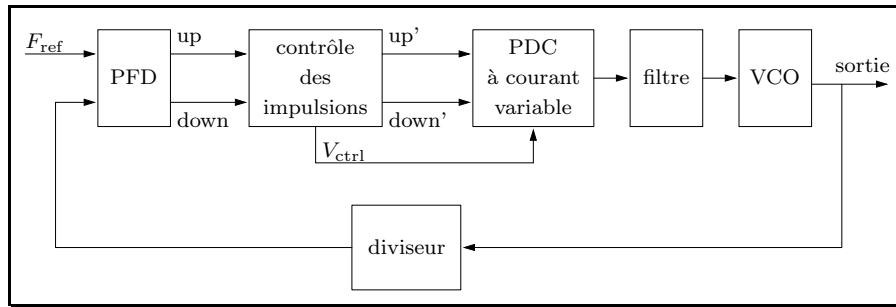 F_ref
PFD
up
down
contrôle
des
impulsions
up'
down'
V_ctrl
PDC
à courant
variable
filtre
VCO
sortie
diviseur